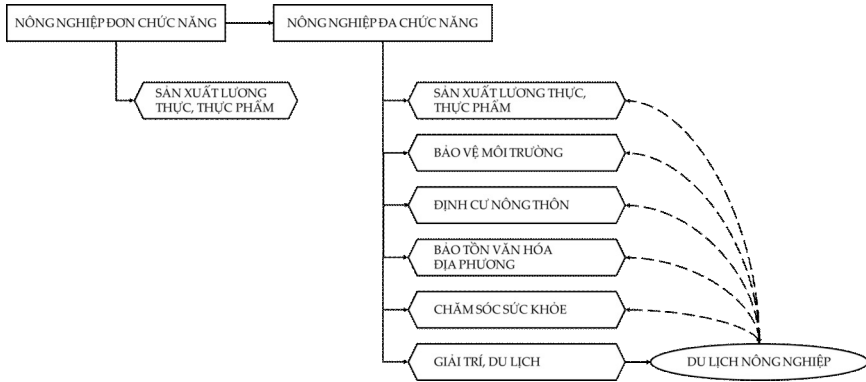 NÔNG NGHIỆP ĐƠN CHỨC NĂNG
NÔNG NGHIỆP ĐA CHỨC NĂNG
SẢN XUẤT LƯƠNG
THỰC, THỰC PHẨM
SẢN XUẤT LƯƠNG THỰC,
THỰC PHẨM
BẢO VỆ MÔI TRƯỜNG
ĐỊNH CƯ NÔNG THÔN
BẢO TỒN VĂN HÓA
ĐỊA PHƯƠNG
CHĂM SÓC SỨC KHỎE
GIẢI TRÍ, DU LỊCH
DU LỊCH NÔNG NGHIỆP